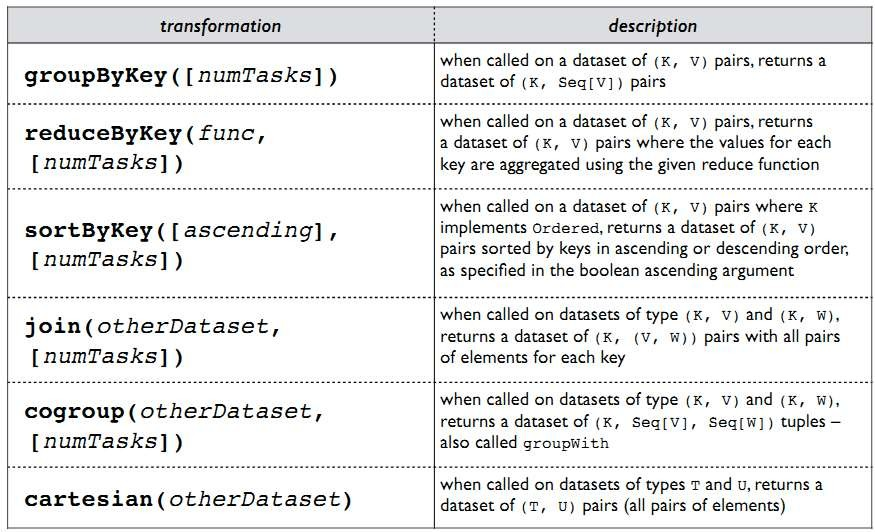 transformation description
groupByKey([numTasks])
when called on a dataset of (K, V) pairs, returns a
dataset of (K, Seq[V]) pairs
reduceByKey(func,
[numTasks])
when called on a dataset of (K, V) pairs, returns
a dataset of (K, V) pairs where the values for each
key are aggregated using the given reduce function
sortByKey([ascending],
[numTasks])
when called on a dataset of (K, V) pairs where K
implements Ordered, returns a dataset of (K, V)
pairs sorted by keys in ascending or descending order,
as specified in the boolean ascending argument
join(otherDataset,
[numTasks])
when called on datasets of type (K, V) and (K, W),
returns a dataset of (K, (V, W)) pairs with all pairs
of elements for each key
cogroup(otherDataset,
[numTasks])
when called on datasets of type (K, V) and (K, W),
returns a dataset of (K, Seq[V], Seq[W]) tuples –
also called groupWith
cartesian(otherDataset)
when called on datasets of types T and U, returns a
dataset of (T, U) pairs (all pairs of elements)